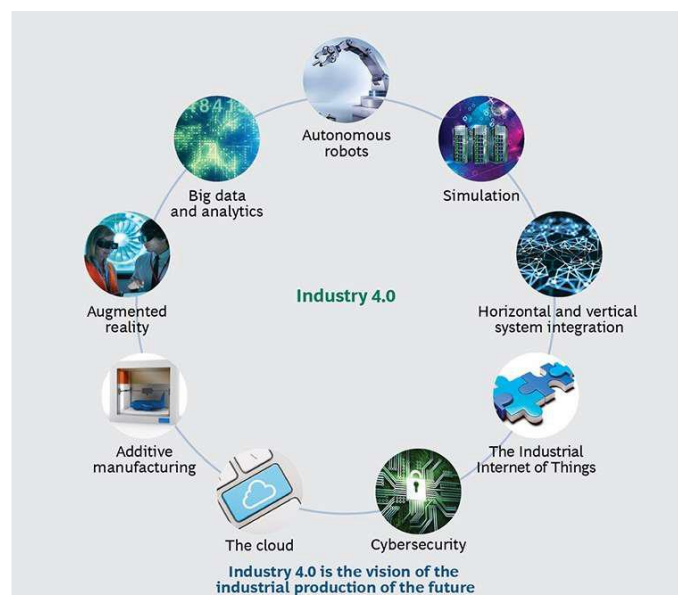 Autonomous
robots
Simulation
Horizontal and vertical
system integration
The Industrial
Internet of Things
Cybersecurity
The cloud
Additive
manufacturing
Augmented
reality
Big data
and analytics
Industry 4.0
Industry 4.0 is the vision of the
industrial production of the future